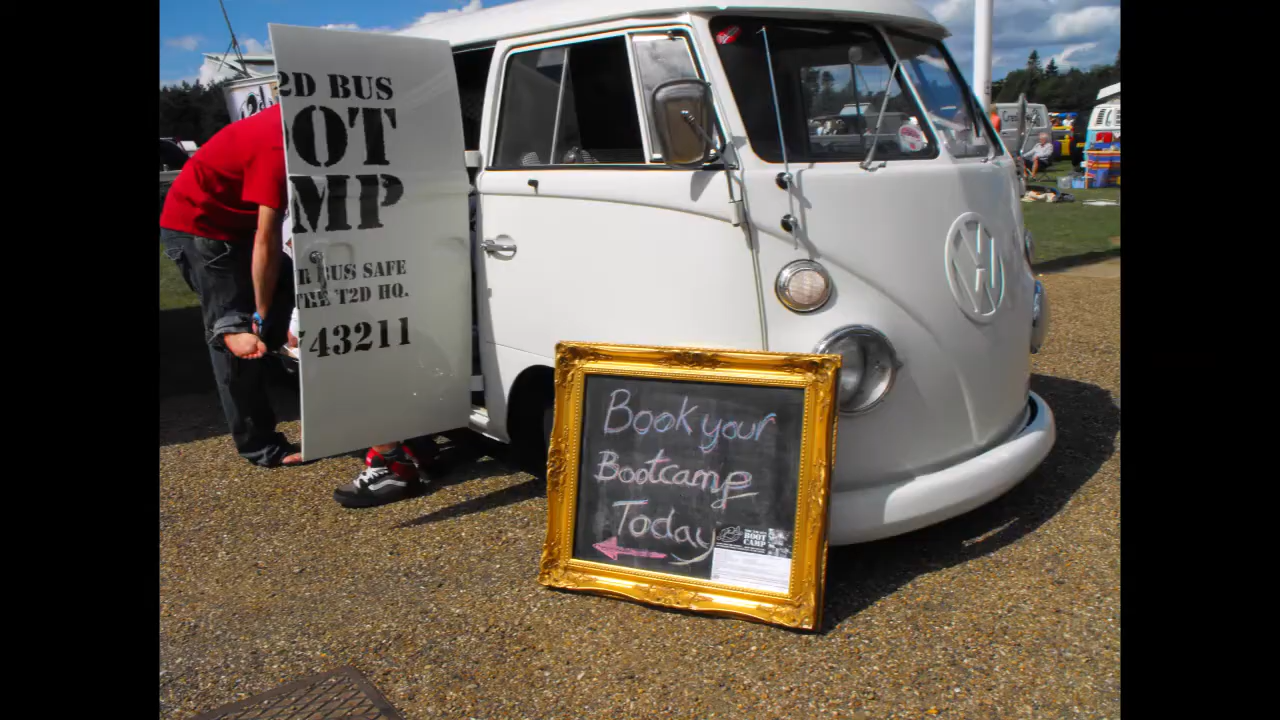 2D BUS
OOT
MP
R BUS SAFE
THE T2D HQ.
43211
Book your
Bootcamp
Today
BOOT
CAMP